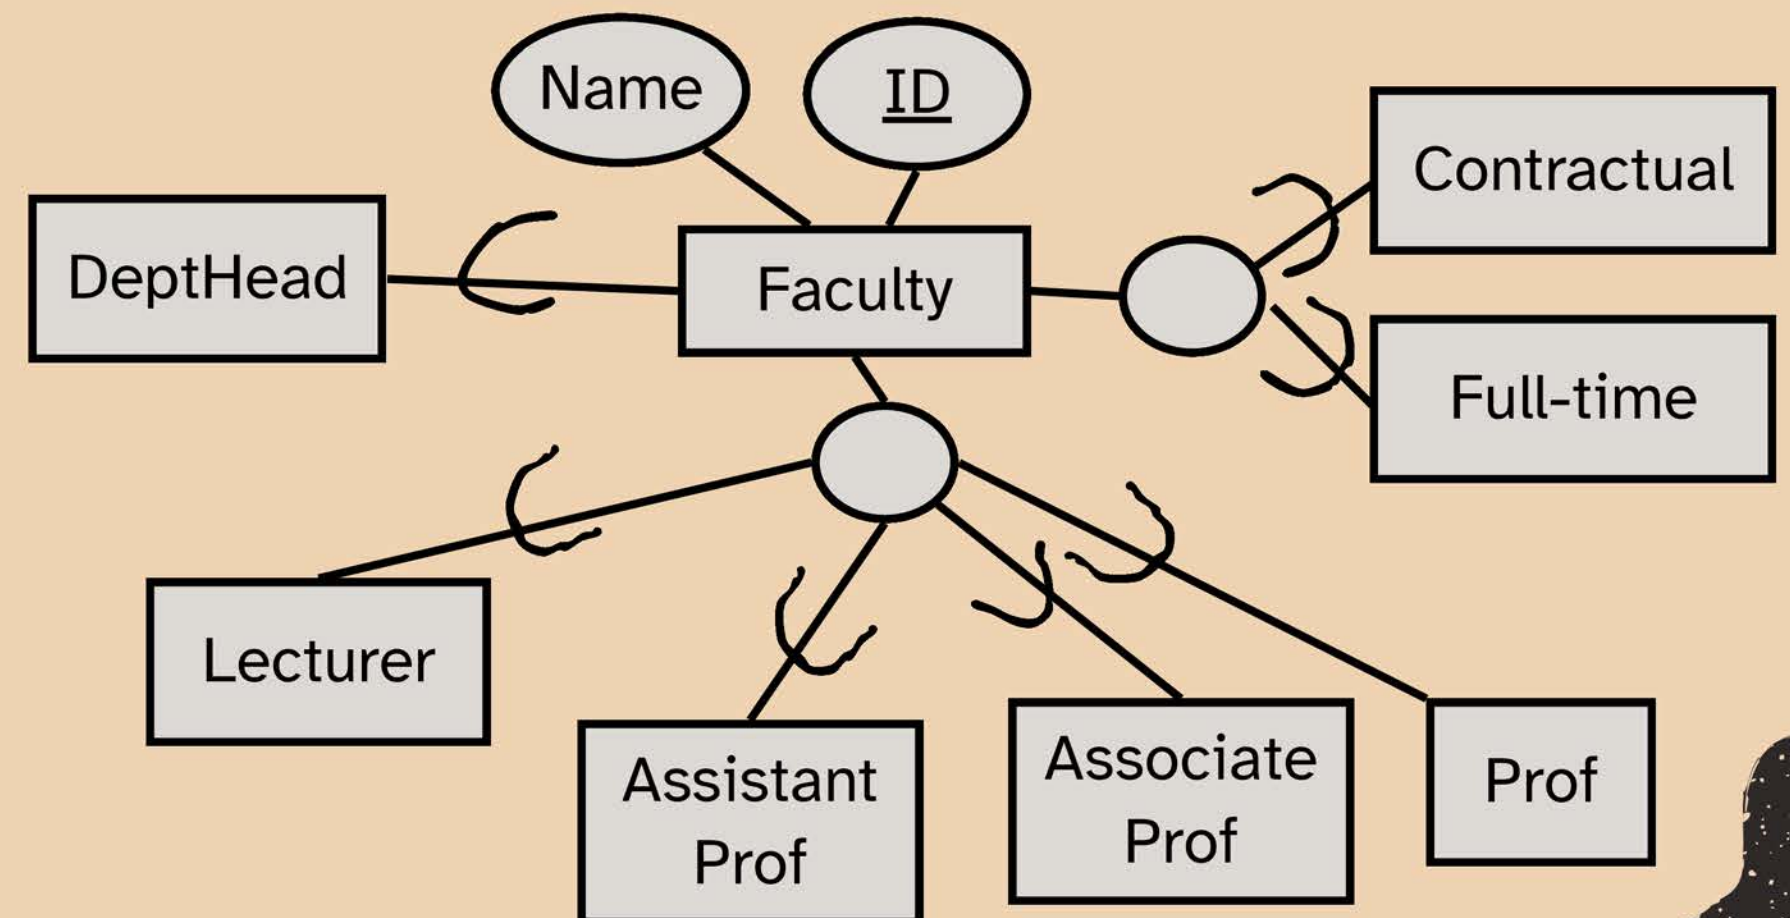 Name
ID
Contractual
DeptHead
Faculty
Full-time
Lecturer
Assistant
Prof
Associate
Prof
Prof